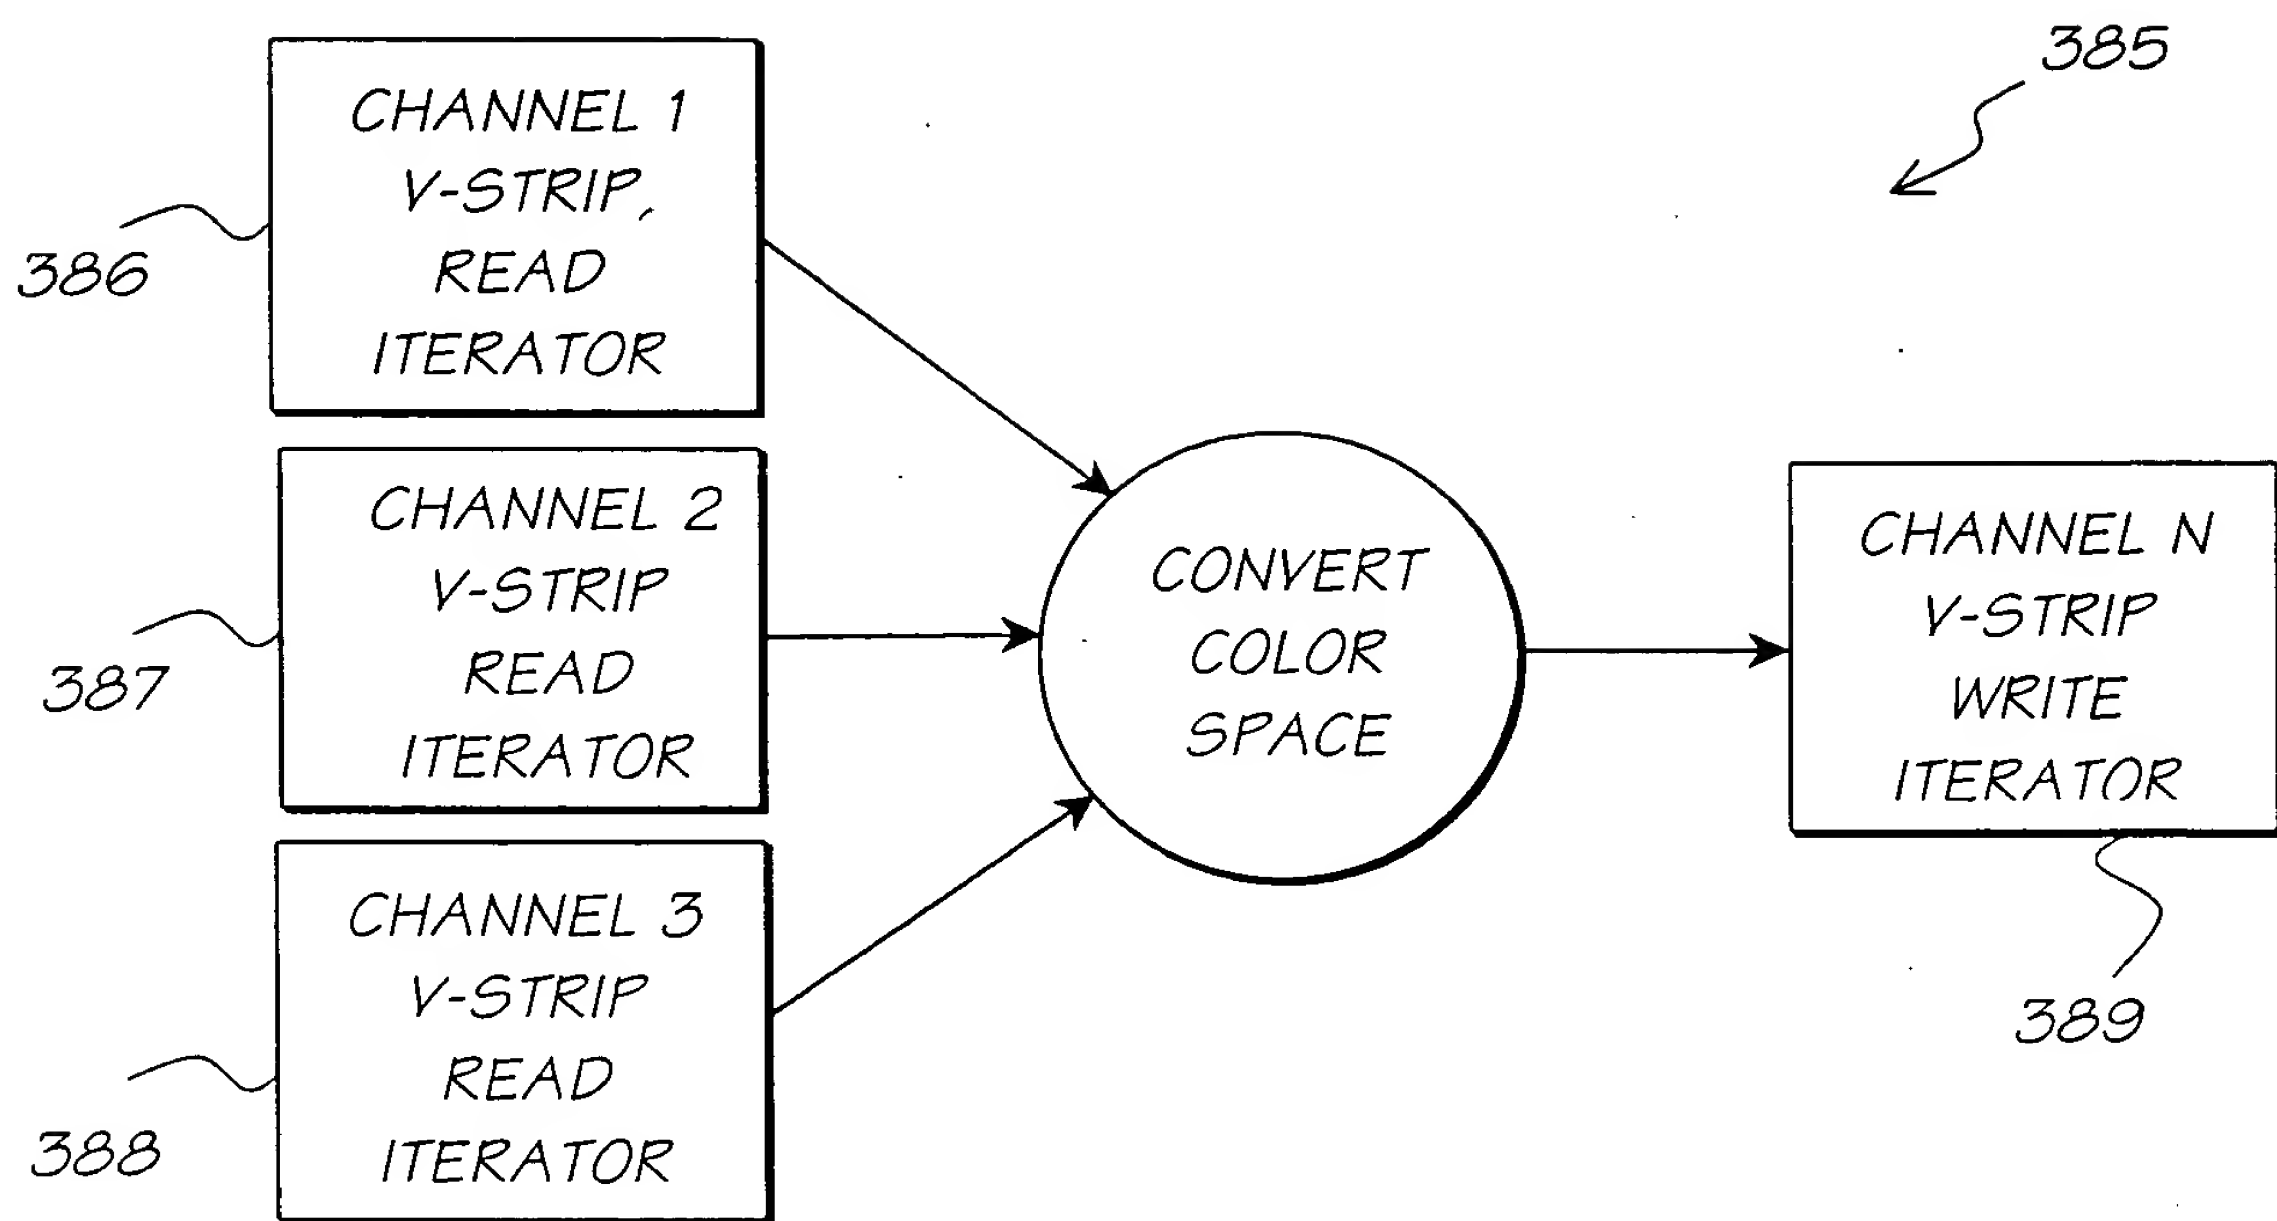 385
CHANNEL 1
V-STRIP,
READ
ITERATOR
386
CHANNEL 2
V-STRIP
READ
ITERATOR
387
CHANNEL 3
V-STRIP
READ
ITERATOR
388
CONVERT
COLOR
SPACE
CHANNEL N
V-STRIP
WRITE
ITERATOR
389